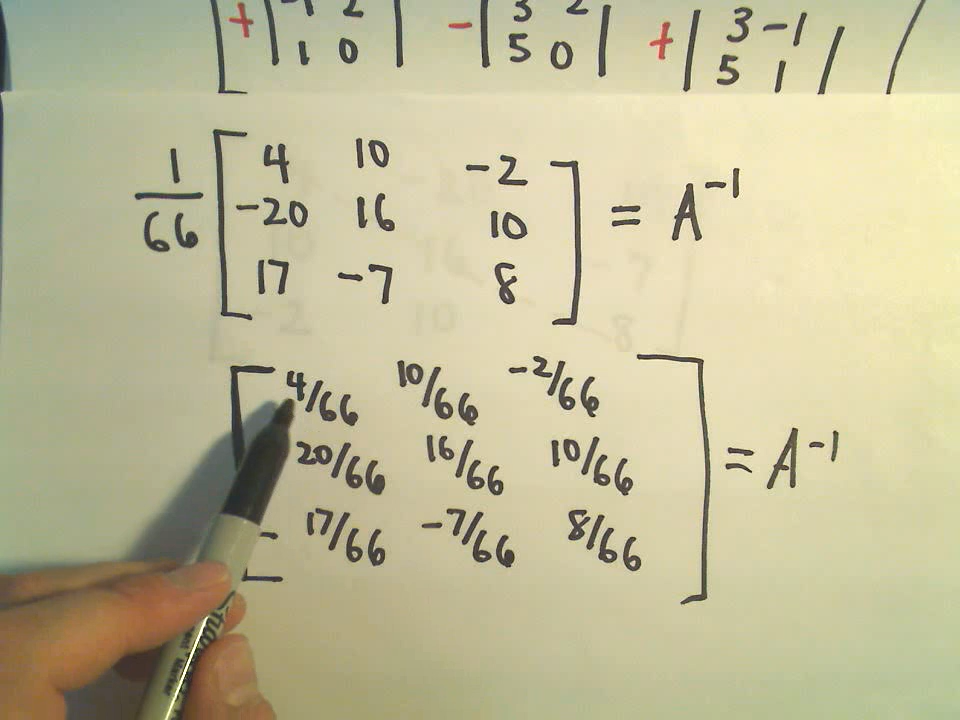 + | -1 2 | - | 3 2 | + | 3 -1 |
1 0 5 0 5 1
1/66 [ 4 10 -2
-20 16 10
17 -7 8 ] = A⁻¹
[ 4/66 10/66 -2/66
20/66 16/66 10/66
- 17/66 -7/66 8/66 ] = A⁻¹